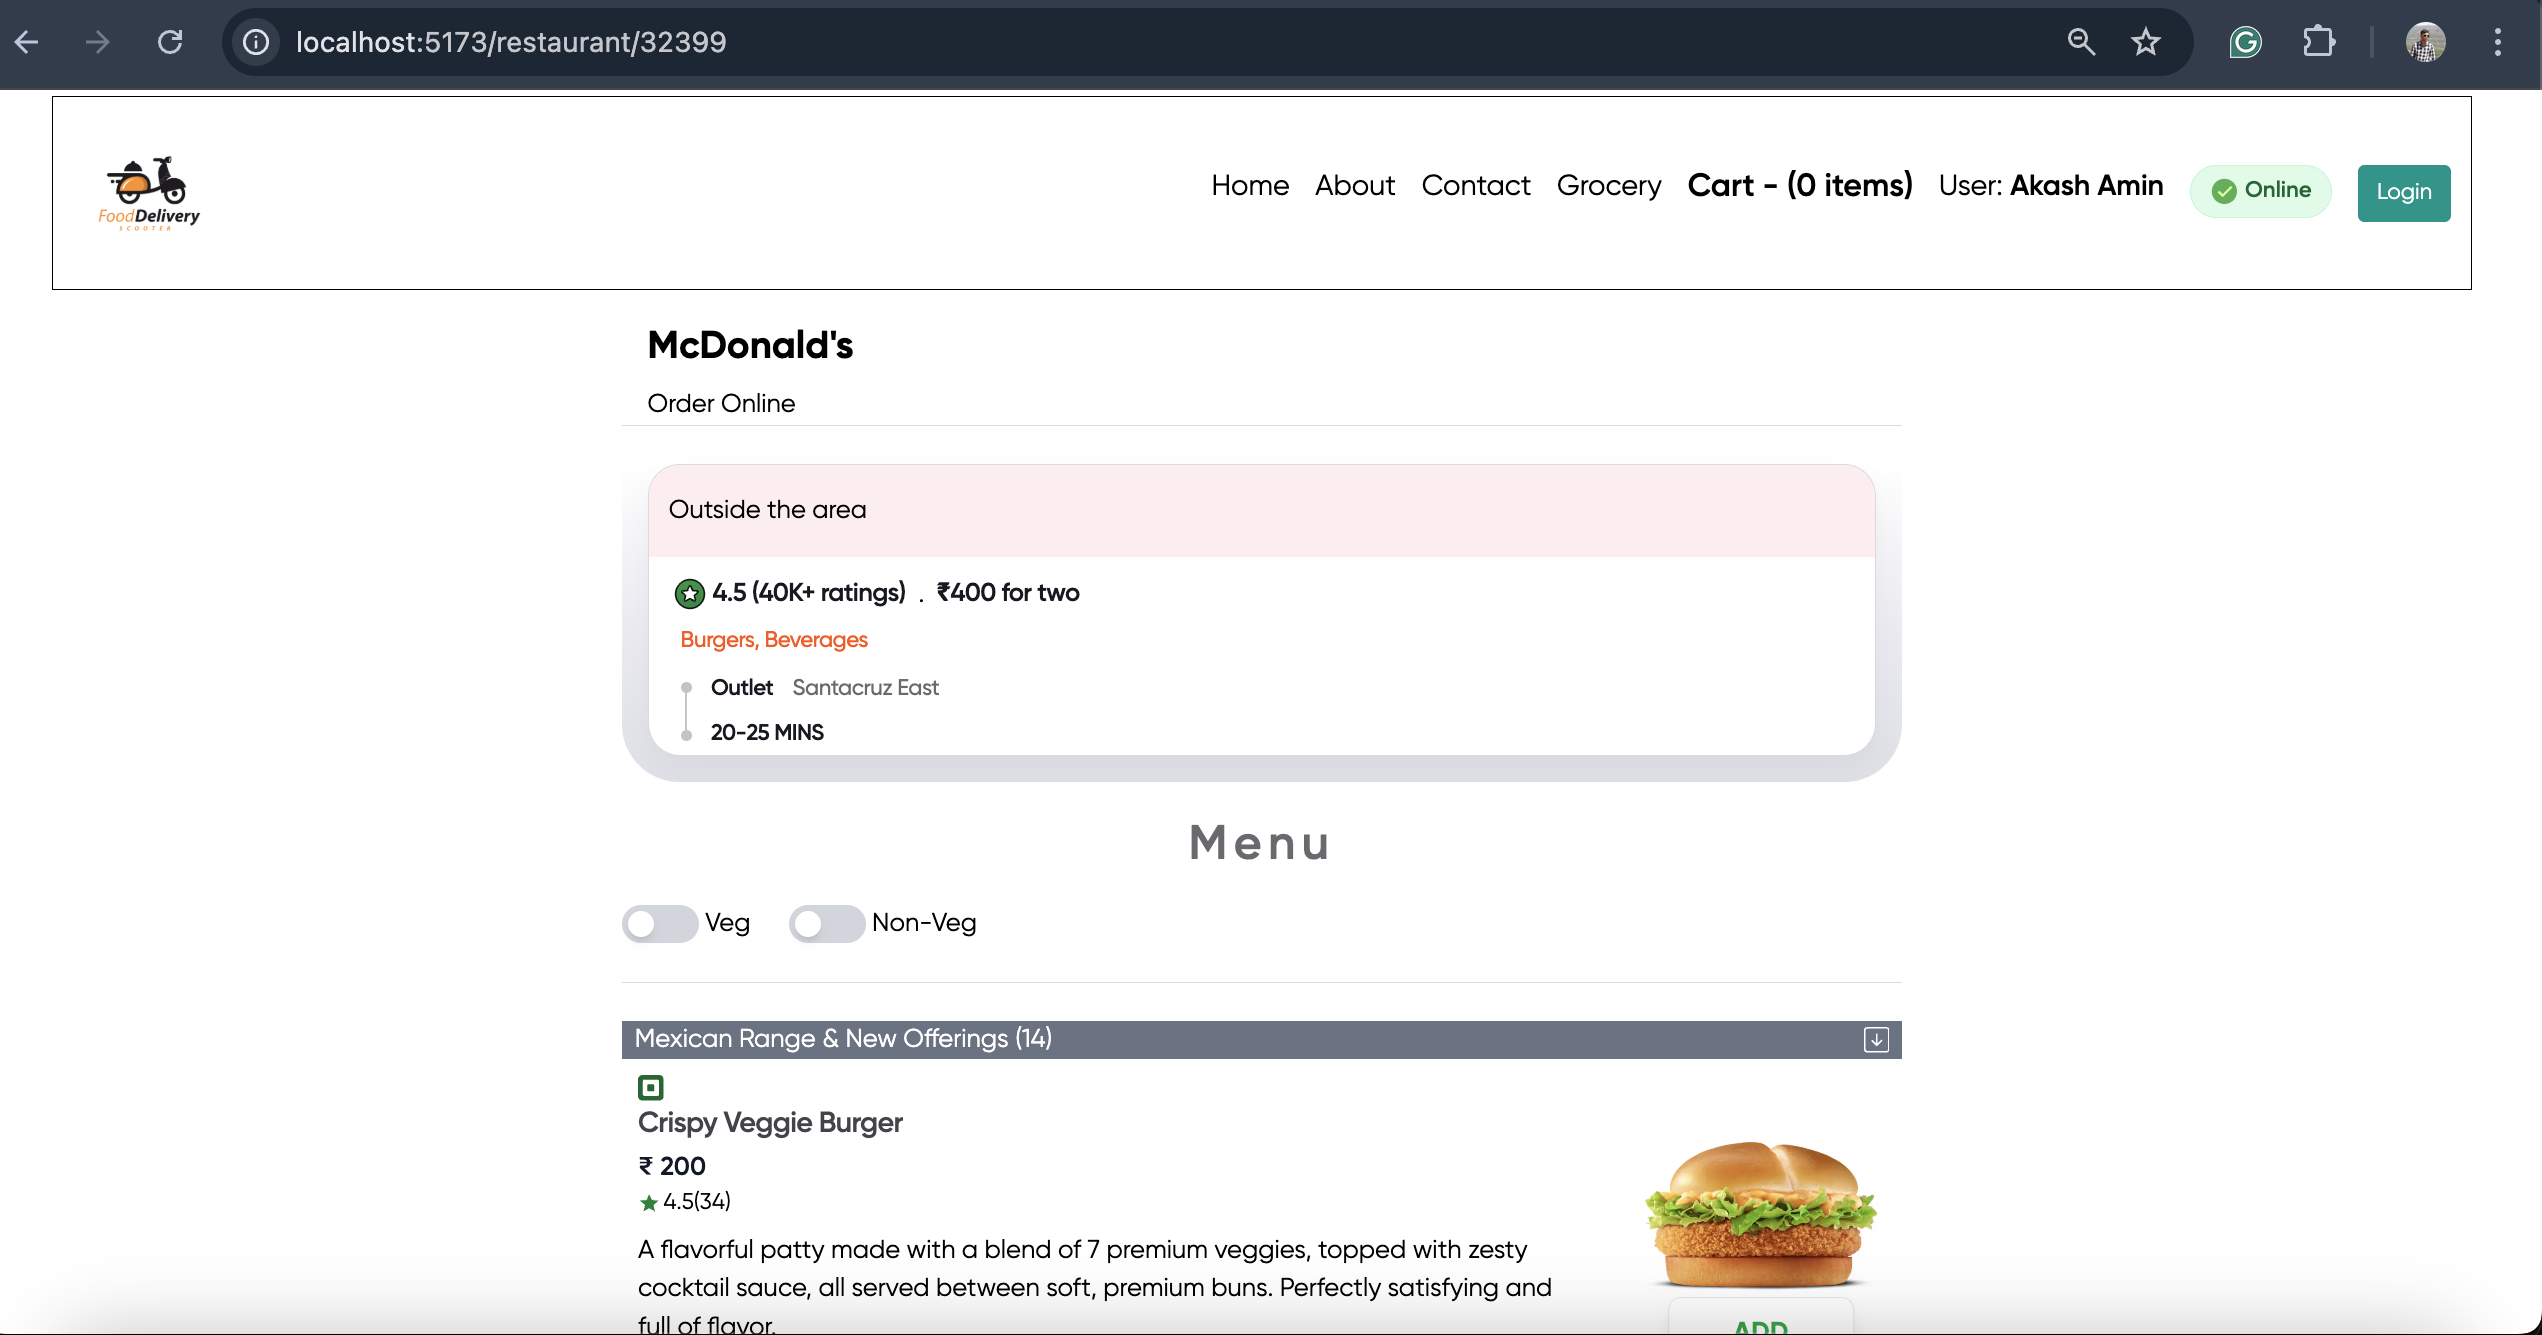 localhost:5173/restaurant/32399
FoodDelivery
SCOOTER
Home About Contact Grocery Cart - (0 items) User: Akash Amin Online Login
McDonald's
Order Online
Outside the area
4.5 (40K+ ratings) . ₹400 for two
Burgers, Beverages
Outlet Santacruz East
20-25 MINS
Menu
Veg Non-Veg
Mexican Range & New Offerings (14)
Crispy Veggie Burger
₹ 200
4.5(34)
A flavorful patty made with a blend of 7 premium veggies, topped with zesty
cocktail sauce, all served between soft, premium buns. Perfectly satisfying and
full of flavor.
ADD